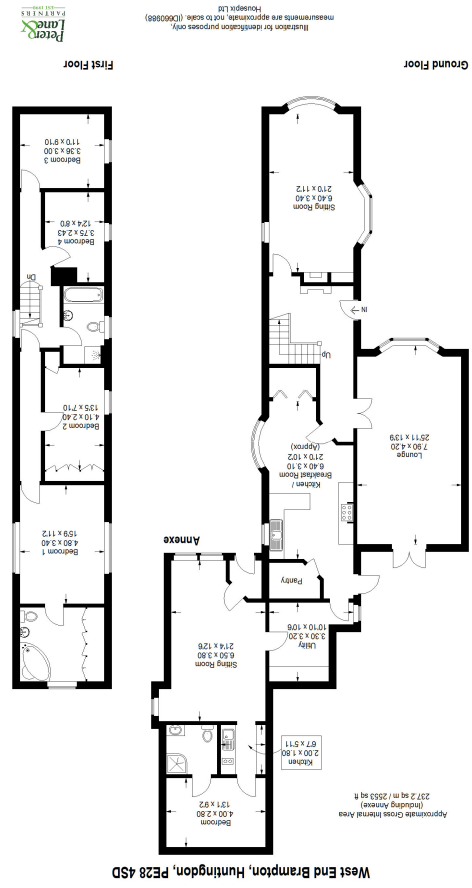 West End Brampton, Huntingdon, PE28 4SD
Approximate Gross Internal Area
(Including Annexe)
237.2 sq m / 2553 sq ft
Bedroom
4.00 x 2.80
13'1 9'2
Kitchen
2.00 x 1.80
6'7 x 5'11
Sitting Room
6.50 x 3.80
21'4 12'6
Utility
3.30 x 3.20
10'10 10'6
Annexe
Pantry
Kitchen /
Breakfast Room
6.40 x 3.10
21'0 x 10'2
(Approx)
Lounge
7.90 x 4.20
25'11 13'9
Up
IN
Sitting Room
6.40 x 3.40
21'0 x 11'2
Ground Floor
Bedroom 1
4.80 x 3.40
15'9 x 11'2
Bedroom 2
4.10 x 2.40
13'5 7'10
Dn
Bedroom 4
3.75 x 2.43
12'4 x 8'0
Bedroom 3
3.36 x 3.00
11'0 x 9'10
First Floor
Illustration for identification purposes only,
measurements are approximate, not to scale. (ID660988)
Housepix Ltd
Peter &
Lane
PARTNERS
EST 1990